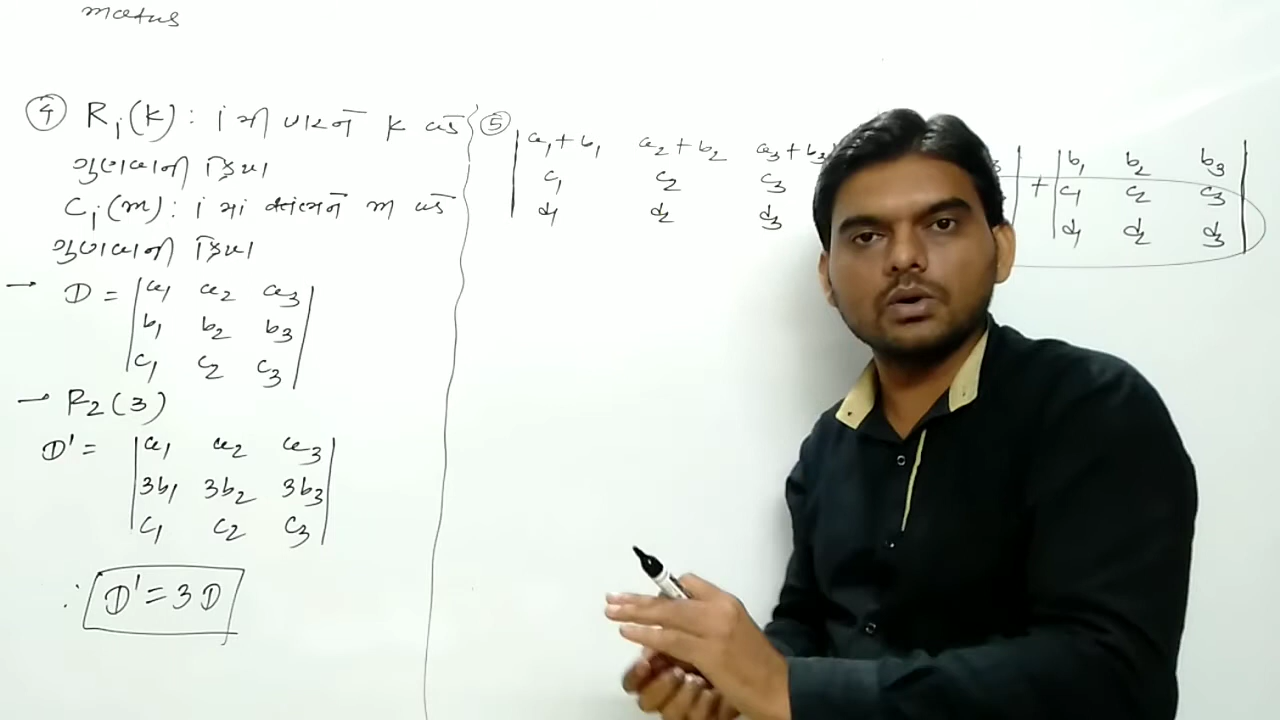 matus
④ Rᵢ(k) : i મી હારને k વડે
ગુણવાની ક્રિયા
Cᵢ(m) : i માં સ્તંભને m વડે
ગુણવાની ક્રિયા
→ D = | a₁ a₂ a₃ |
| b₁ b₂ b₃ |
| c₁ c₂ c₃ |
→ R₂(3)
D' = | a₁ a₂ a₃ |
| 3b₁ 3b₂ 3b₃ |
| c₁ c₂ c₃ |
∴ D' = 3D
⑤ | a₁+b₁ a₂+b₂ a₃+b₃
| c₁ c₂ c₃
| d₁ d₂ d₃
| + | b₁ b₂ b₃ |
| c₁ c₂ c₃ |
| d₁ d₂ d₃ |